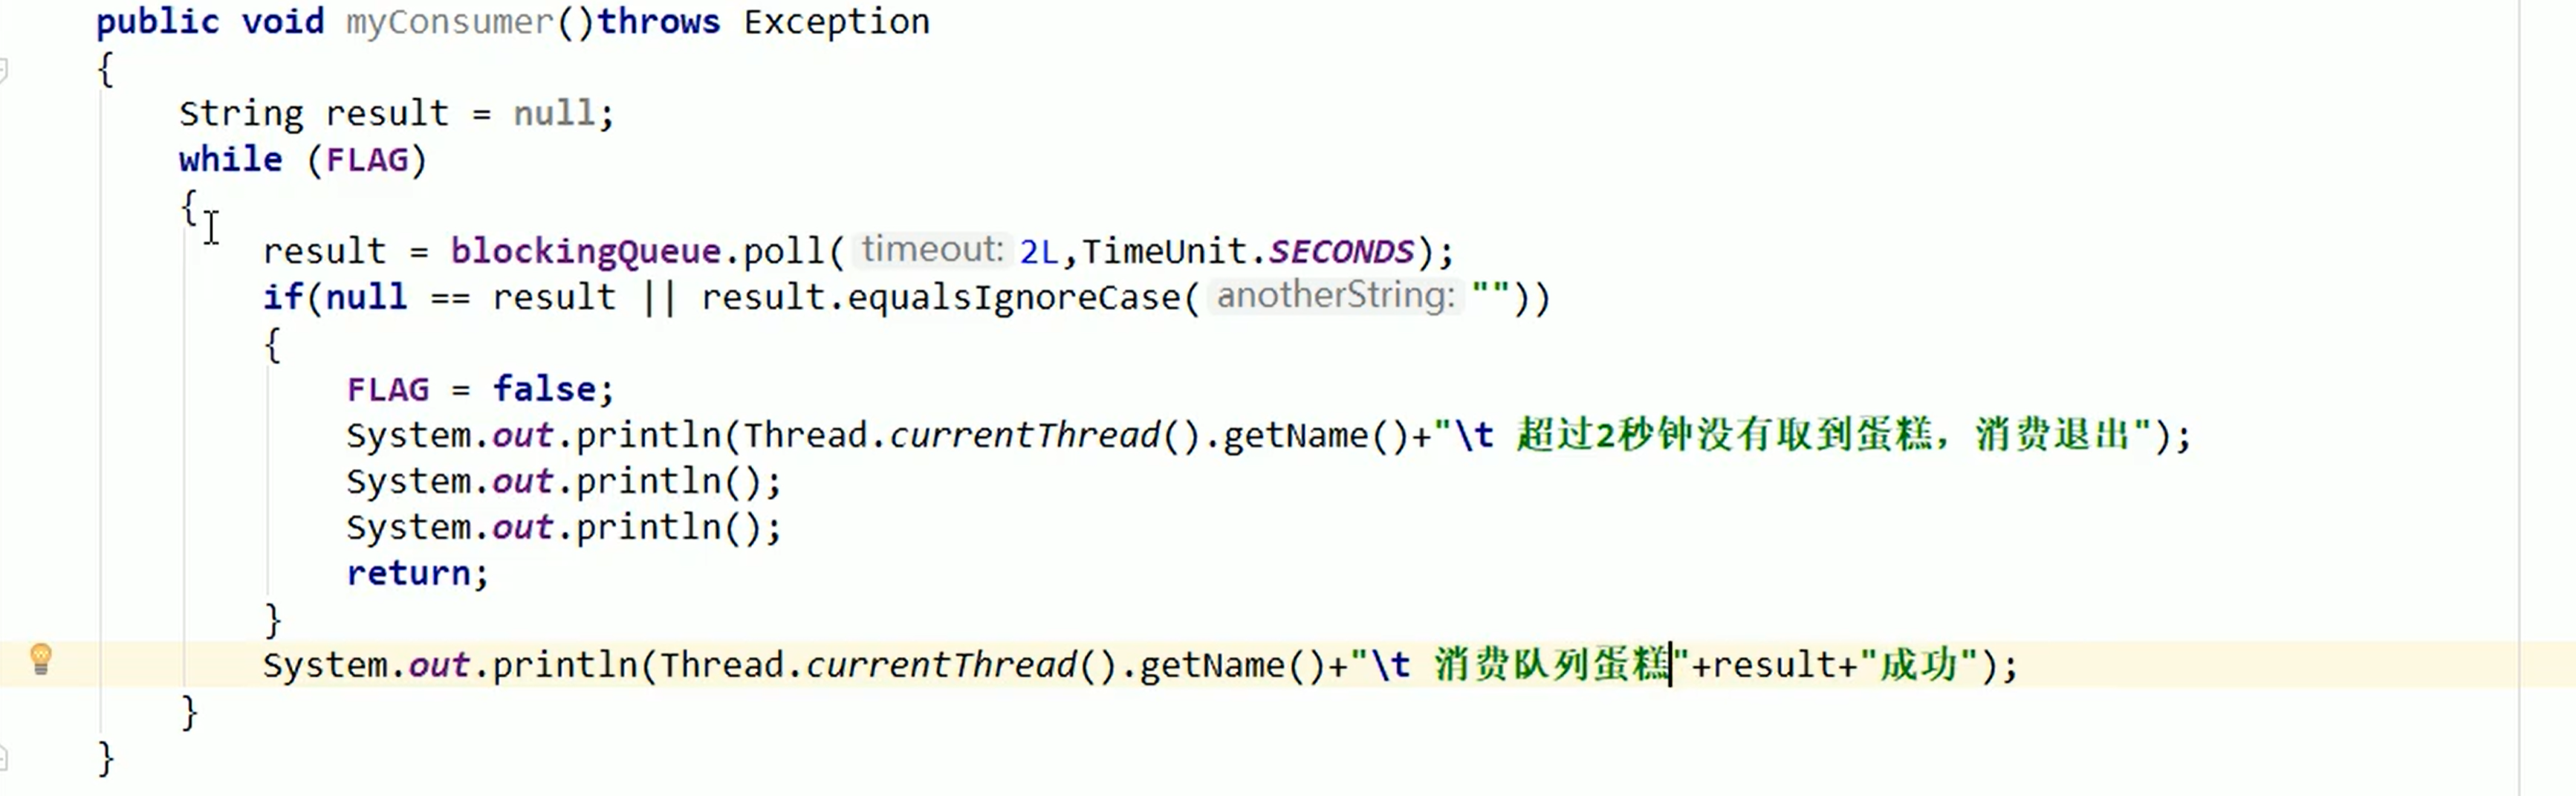 public void myConsumer()throws Exception
{
    String result = null;
    while (FLAG)
    {
        result = blockingQueue.poll( timeout: 2L,TimeUnit.SECONDS);
        if(null == result || result.equalsIgnoreCase( anotherString: ""))
        {
            FLAG = false;
            System.out.println(Thread.currentThread().getName()+"\t 超过2秒钟没有取到蛋糕，消费退出");
            System.out.println();
            System.out.println();
            return;
        }
        System.out.println(Thread.currentThread().getName()+"\t 消费队列蛋糕"+result+"成功");
    }
}